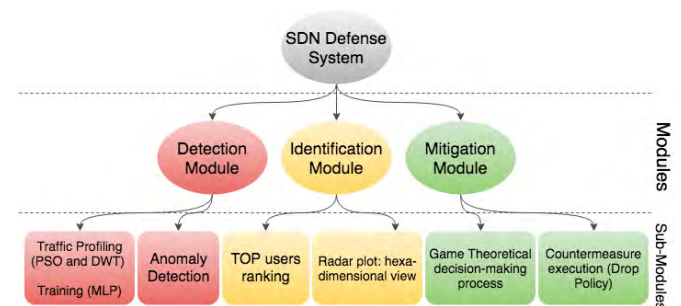 SDN Defense
System
Detection
Module
Identification
Module
Mitigation
Module
Modules
Traffic Profiling
(PSO and DWT)
Training (MLP)
Anomaly
Detection
TOP users
ranking
Radar plot: hexa-
dimensional view
Game Theoretical
decision-making
process
Countermeasure
execution (Drop
Policy)
Sub-Modules